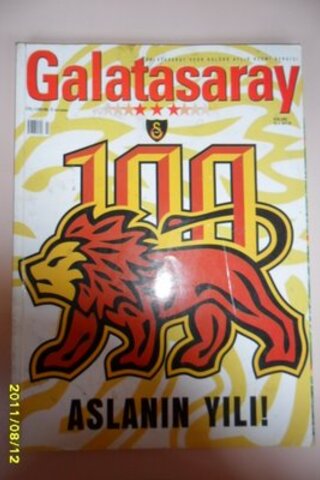 Galatasaray
100
ASLANIN YILI!
2011/08/12